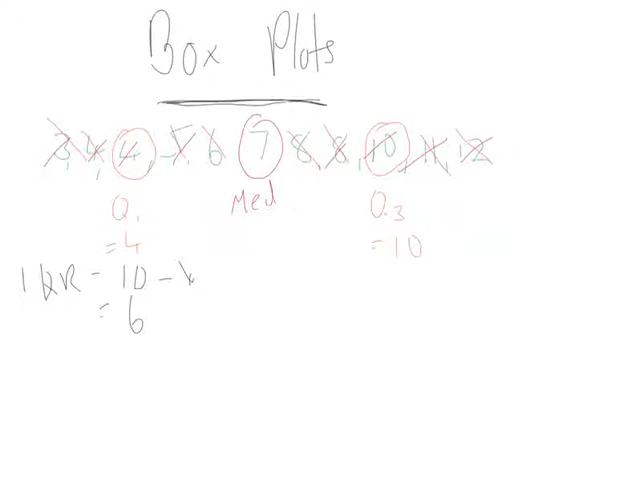 Box Plots
3, 4, 4, 5, 6 7 8, 8, 10, 11, 12
Q1 Med Q3
= 4 = 10
IQR = 10 - 4
= 6